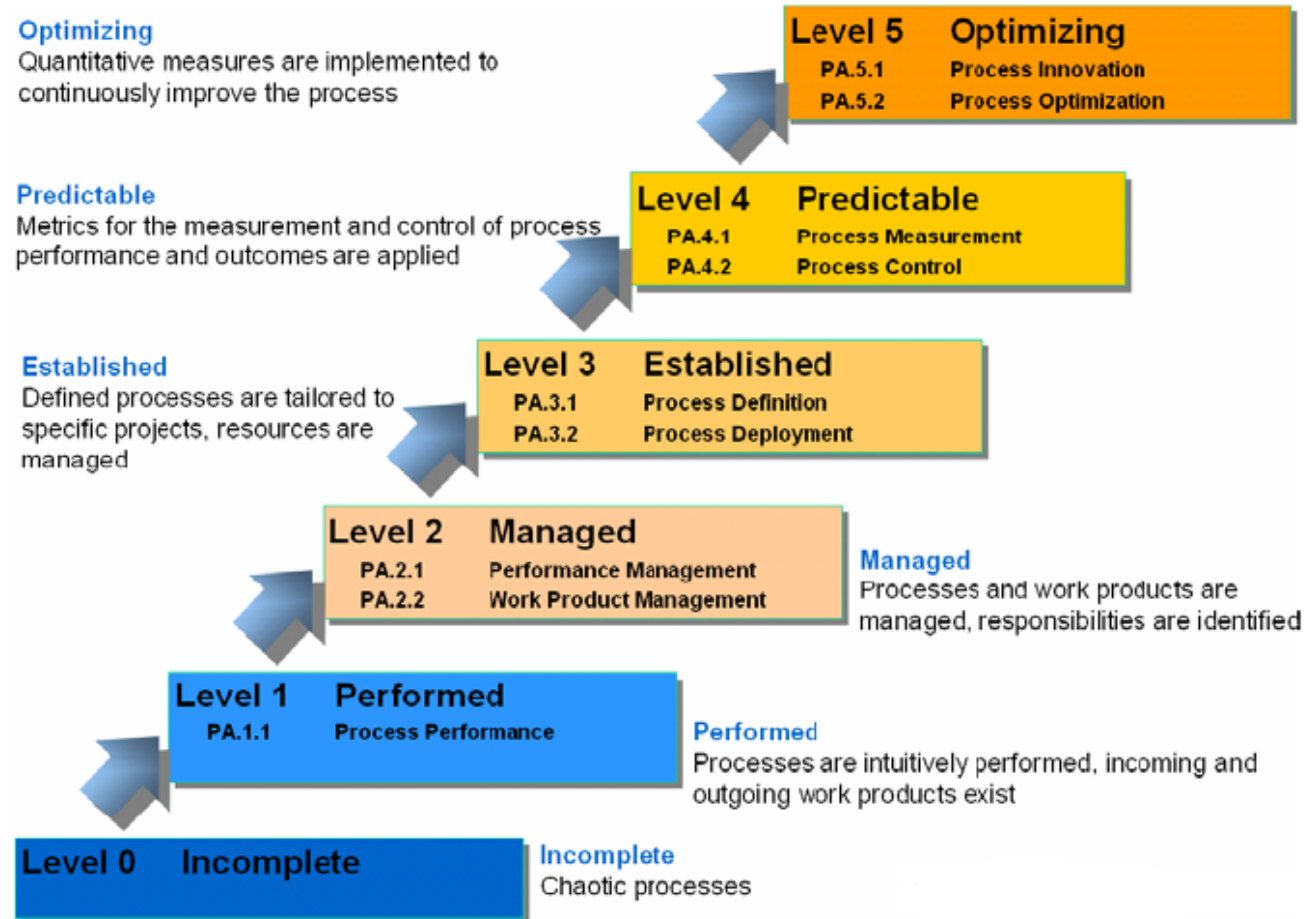 Optimizing
Quantitative measures are implemented to
continuously improve the process
Level 5 Optimizing
PA.5.1 Process Innovation
PA.5.2 Process Optimization
Predictable
Metrics for the measurement and control of process
performance and outcomes are applied
Level 4 Predictable
PA.4.1 Process Measurement
PA.4.2 Process Control
Established
Defined processes are tailored to
specific projects, resources are
managed
Level 3 Established
PA.3.1 Process Definition
PA.3.2 Process Deployment
Level 2 Managed
PA.2.1 Performance Management
PA.2.2 Work Product Management
Managed
Processes and work products are
managed, responsibilities are identified
Level 1 Performed
PA.1.1 Process Performance
Performed
Processes are intuitively performed, incoming and
outgoing work products exist
Level 0 Incomplete
Incomplete
Chaotic processes